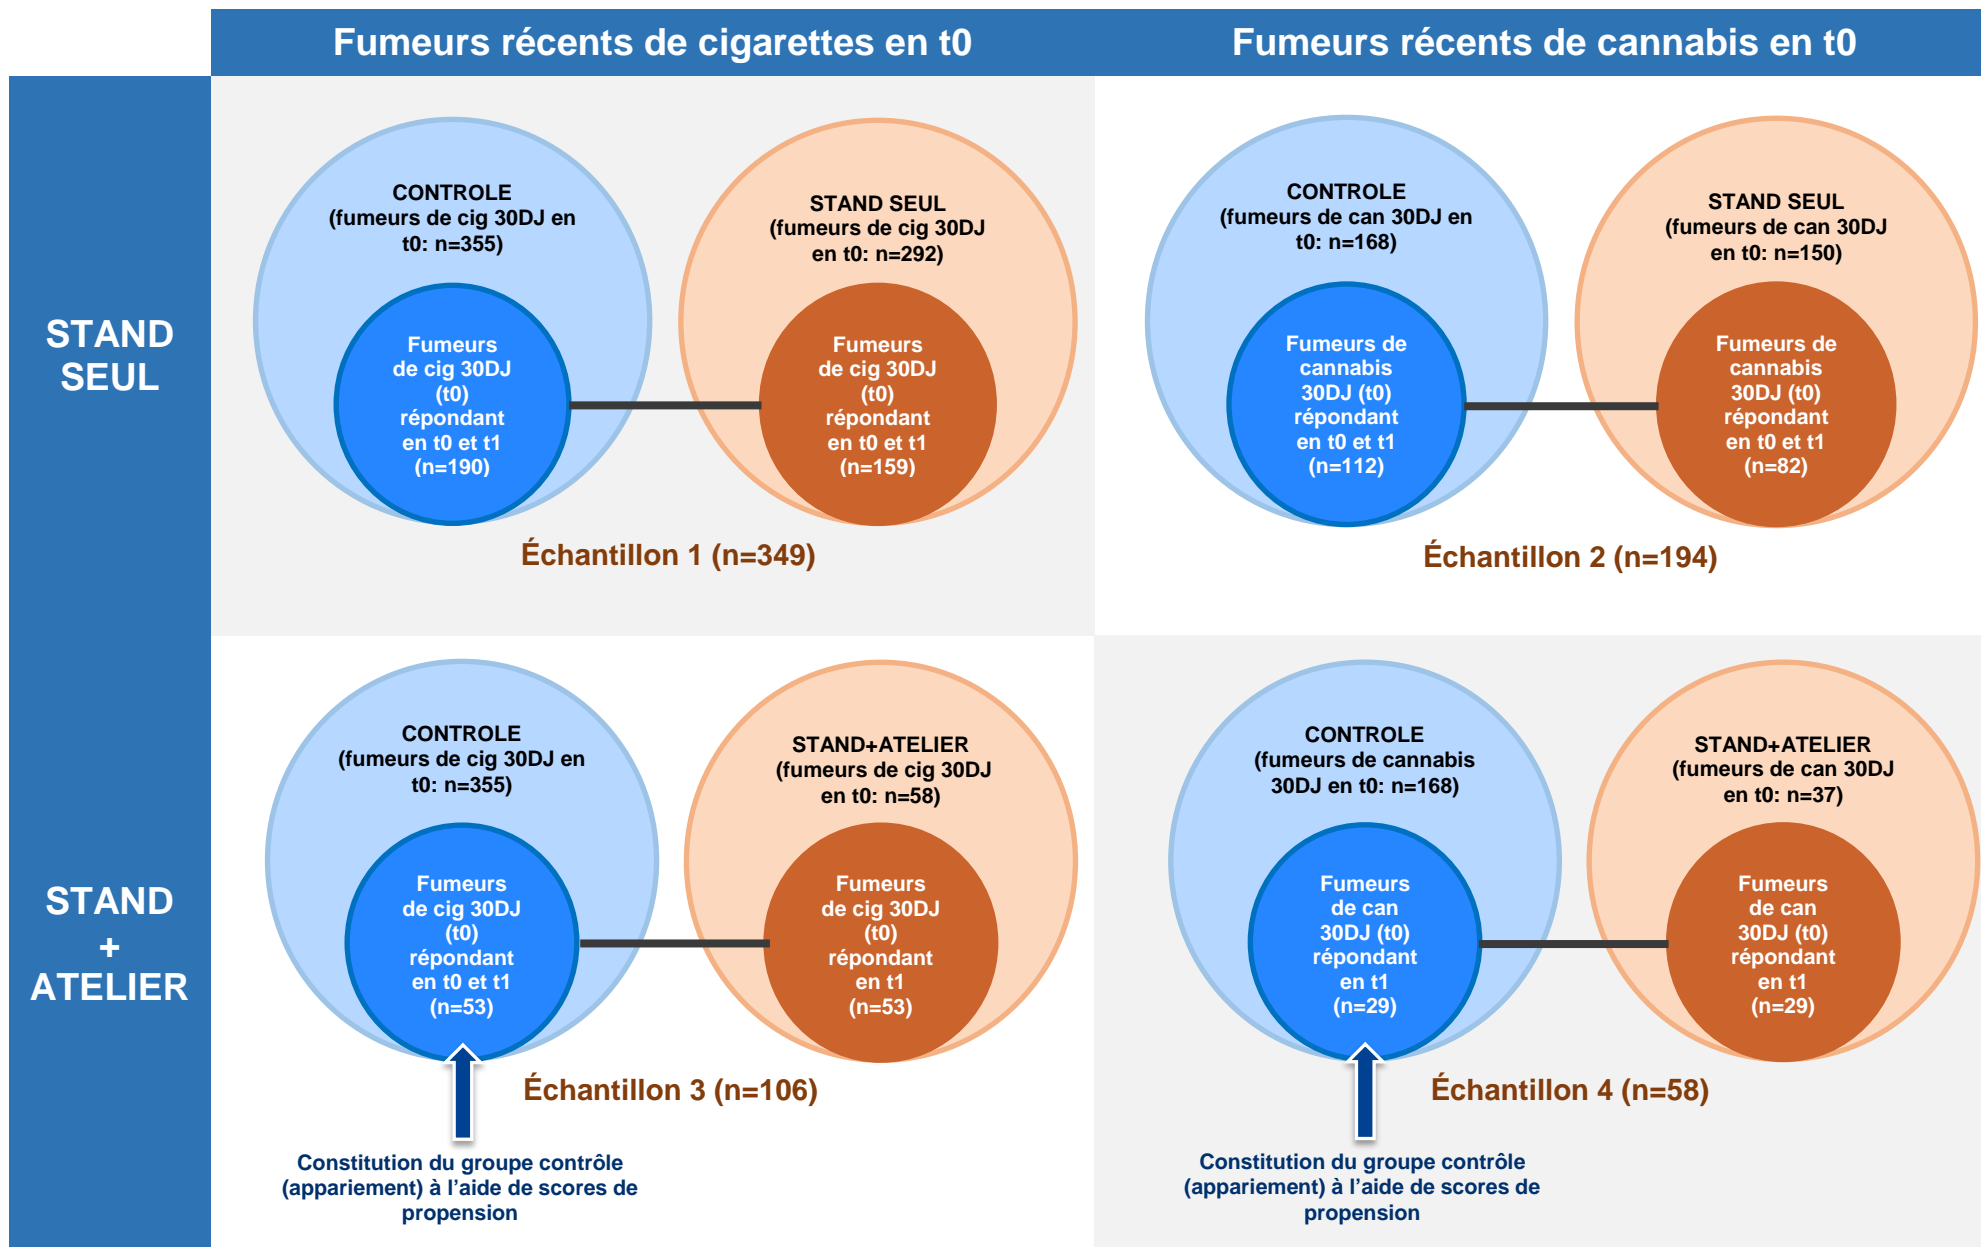 Fumeurs récents de cigarettes en t0
Fumeurs récents de cannabis en t0
STAND
SEUL
CONTROLE
(fumeurs de cig 30DJ en
t0: n=355)
Fumeurs
de cig 30DJ
(t0)
répondant
en t0 et t1
(n=190)
STAND SEUL
(fumeurs de cig 30DJ
en t0: n=292)
Fumeurs
de cig 30DJ
(t0)
répondant
en t0 et t1
(n=159)
Échantillon 1 (n=349)
CONTROLE
(fumeurs de can 30DJ en
t0: n=168)
Fumeurs de
cannabis
30DJ (t0)
répondant
en t0 et t1
(n=112)
STAND SEUL
(fumeurs de can 30DJ
en t0: n=150)
Fumeurs de
cannabis
30DJ (t0)
répondant
en t0 et t1
(n=82)
Échantillon 2 (n=194)
STAND
+
ATELIER
CONTROLE
(fumeurs de cig 30DJ en
t0: n=355)
Fumeurs
de cig 30DJ
(t0)
répondant
en t0 et t1
(n=53)
STAND+ATELIER
(fumeurs de cig 30DJ
en t0: n=58)
Fumeurs
de cig 30DJ
(t0)
répondant
en t1
(n=53)
Échantillon 3 (n=106)
Constitution du groupe contrôle
(appariement) à l’aide de scores de
propension
CONTROLE
(fumeurs de cannabis
30DJ en t0: n=168)
Fumeurs
de can
30DJ (t0)
répondant
en t1
(n=29)
STAND+ATELIER
(fumeurs de can 30DJ
en t0: n=37)
Fumeurs
de can
30DJ (t0)
répondant
en t1
(n=29)
Échantillon 4 (n=58)
Constitution du groupe contrôle
(appariement) à l’aide de scores de
propension